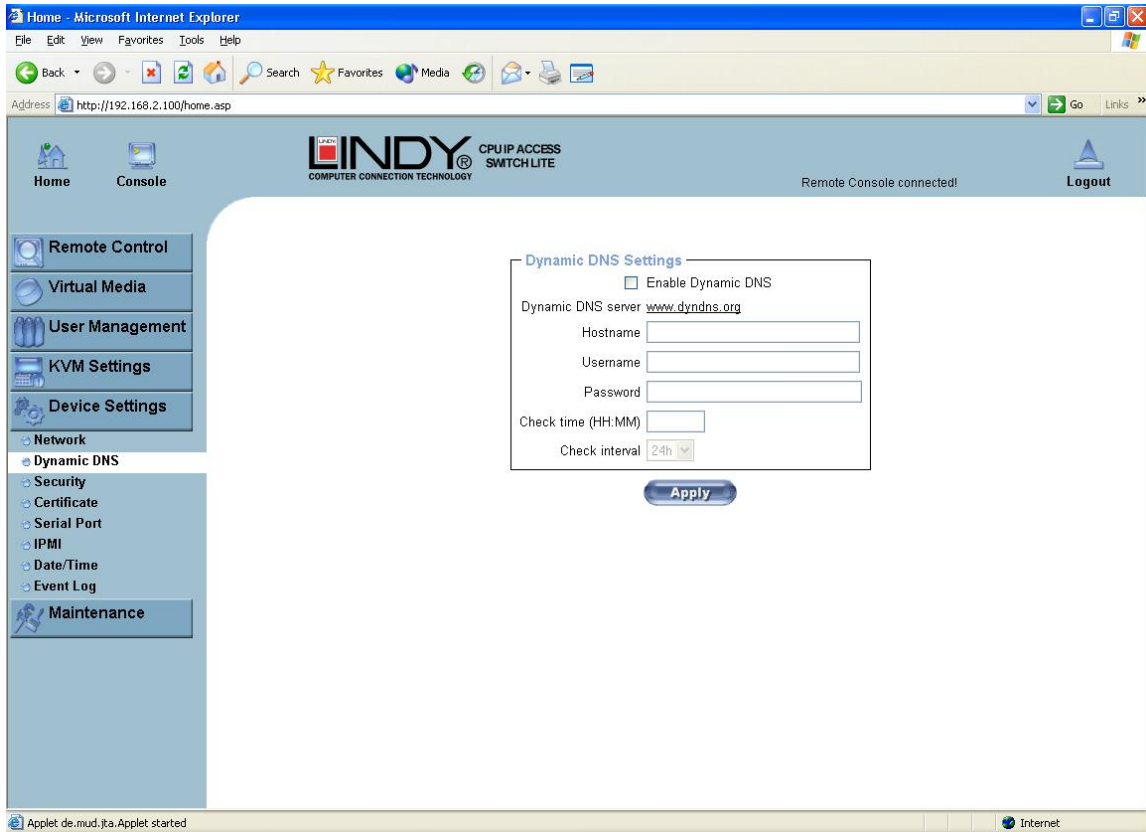 Home - Microsoft Internet Explorer
File Edit View Favorites Tools Help
Back Search Favorites Media
Address http://192.168.2.100/home.asp Go Links »
Home Console
LINDY
LINDY ® CPU IP ACCESS
SWITCH LITE
COMPUTER CONNECTION TECHNOLOGY
Remote Console connected!
Logout
Remote Control
Virtual Media
User Management
KVM Settings
Device Settings
Network
Dynamic DNS
Security
Certificate
Serial Port
IPMI
Date/Time
Event Log
Maintenance
Dynamic DNS Settings
Enable Dynamic DNS
Dynamic DNS server www.dyndns.org
Hostname
Username
Password
Check time (HH:MM)
Check interval 24h
Apply
Applet de.mud.jta.Applet started Internet